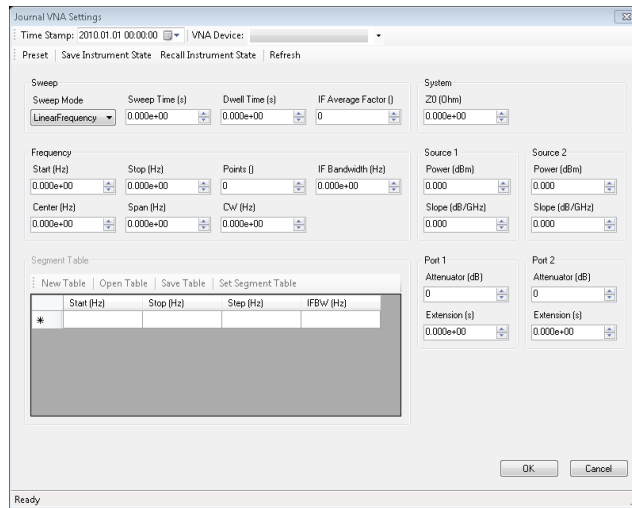 Journal VNA Settings
Time Stamp: 2010.01.01 00:00:00 VNA Device:
Preset Save Instrument State Recall Instrument State Refresh
Sweep
Sweep Mode Sweep Time (s) Dwell Time (s) IF Average Factor ()
LinearFrequency 0.000e+00 0.000e+00 0
System
Z0 (Ohm)
0.000e+00
Frequency
Start (Hz) Stop (Hz) Points () IF Bandwidth (Hz)
0.000e+00 0.000e+00 0 0.000e+00
Center (Hz) Span (Hz) CW (Hz)
0.000e+00 0.000e+00 0.000e+00
Source 1
Power (dBm)
0.000
Slope (dB/GHz)
0.000
Source 2
Power (dBm)
0.000
Slope (dB/GHz)
0.000
Segment Table
New Table Open Table Save Table Set Segment Table
Start (Hz) Stop (Hz) Step (Hz) IFBW (Hz)
*
Port 1
Attenuator (dB)
0
Extension (s)
0.000e+00
Port 2
Attenuator (dB)
0
Extension (s)
0.000e+00
OK Cancel
Ready